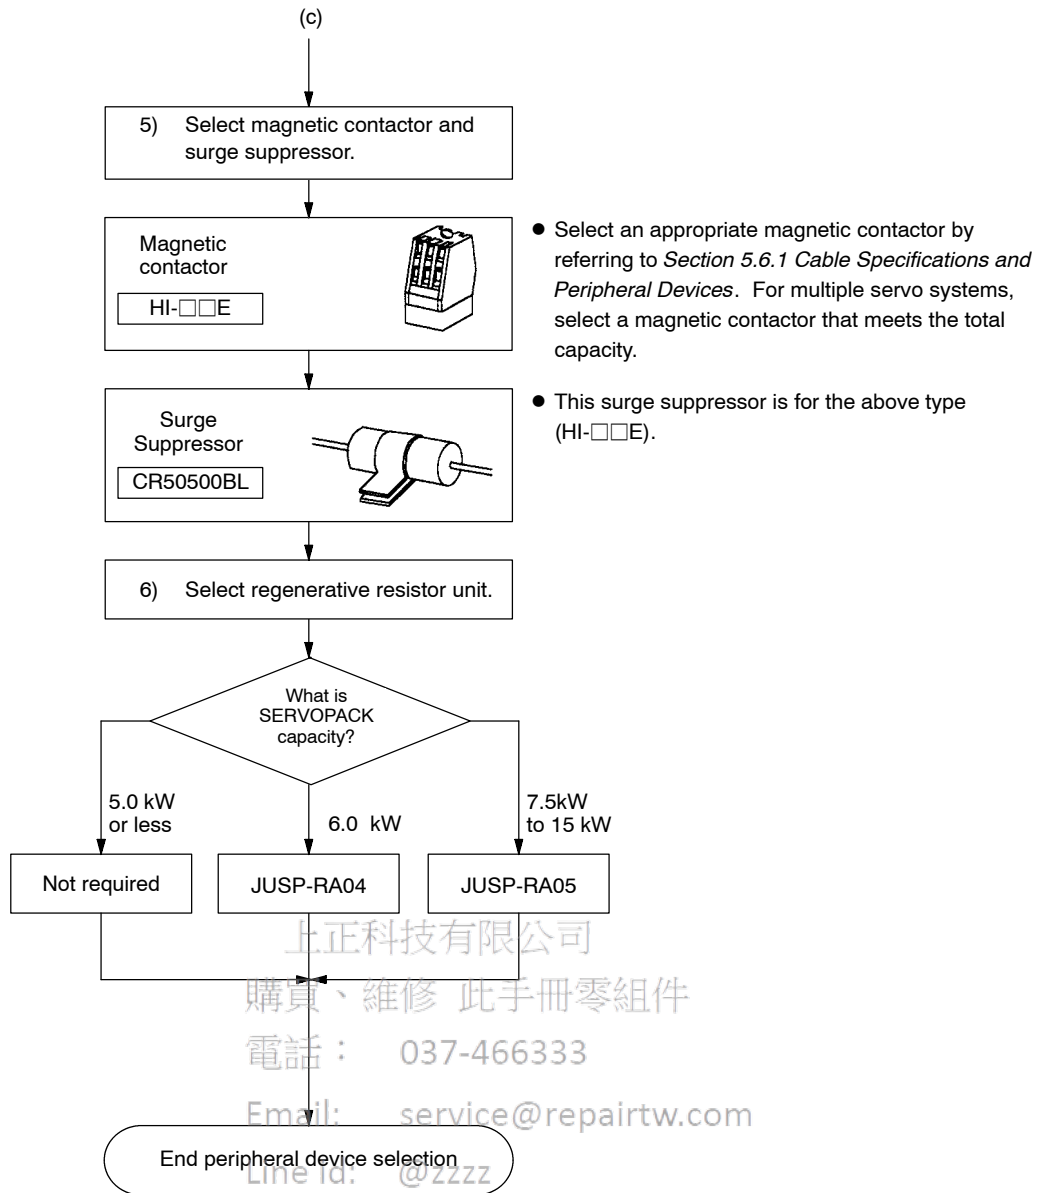 (c)
5) Select magnetic contactor and
surge suppressor.
Magnetic
contactor
HI-□□E
● Select an appropriate magnetic contactor by
referring to Section 5.6.1 Cable Specifications and
Peripheral Devices. For multiple servo systems,
select a magnetic contactor that meets the total
capacity.
Surge
Suppressor
CR50500BL
● This surge suppressor is for the above type
(HI-□□E).
6) Select regenerative resistor unit.
What is
SERVOPACK
capacity?
5.0 kW
or less
6.0 kW
7.5kW
to 15 kW
Not required
JUSP-RA04
JUSP-RA05
上正科技有限公司
購買、維修 此手冊零組件
電話： 037-466333
Email: service@repairtw.com
End peripheral device selection
Line Id: @zzzz